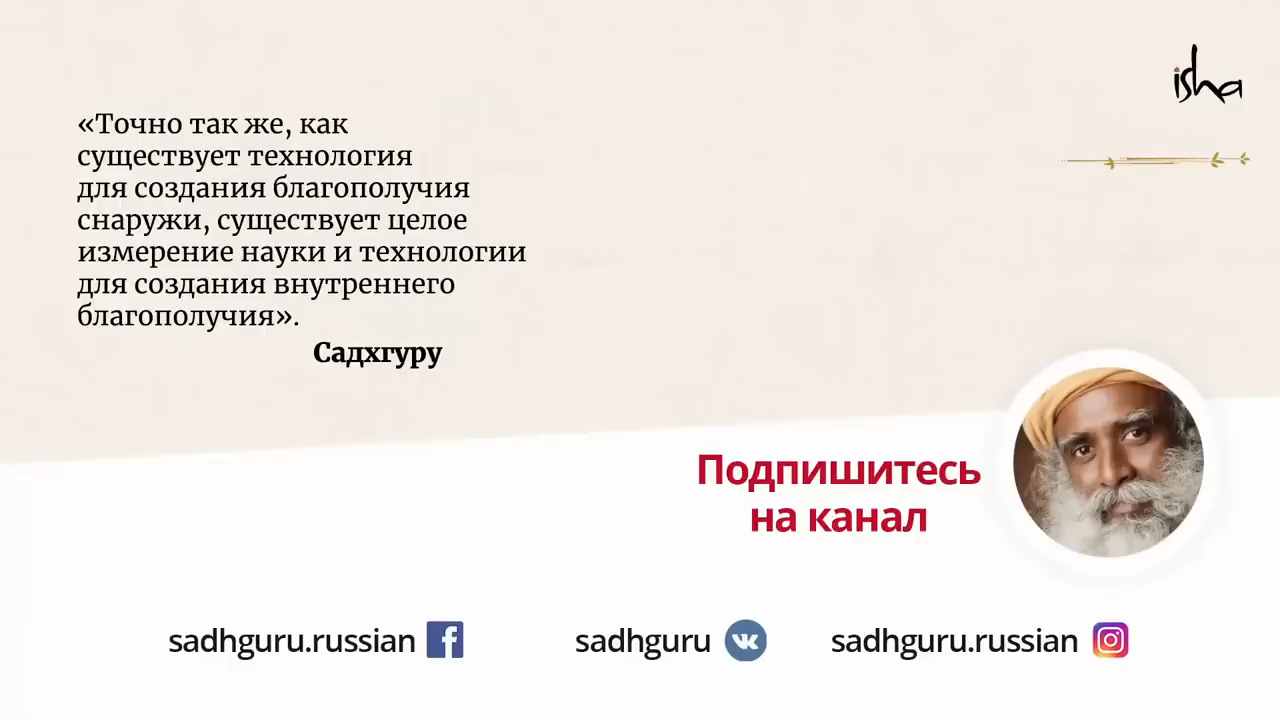 isha
«Точно так же, как
существует технология
для создания благополучия
снаружи, существует целое
измерение науки и технологии
для создания внутреннего
благополучия».
Садхгуру
Подпишитесь
на канал
sadhguru.russian
sadhguru
sadhguru.russian